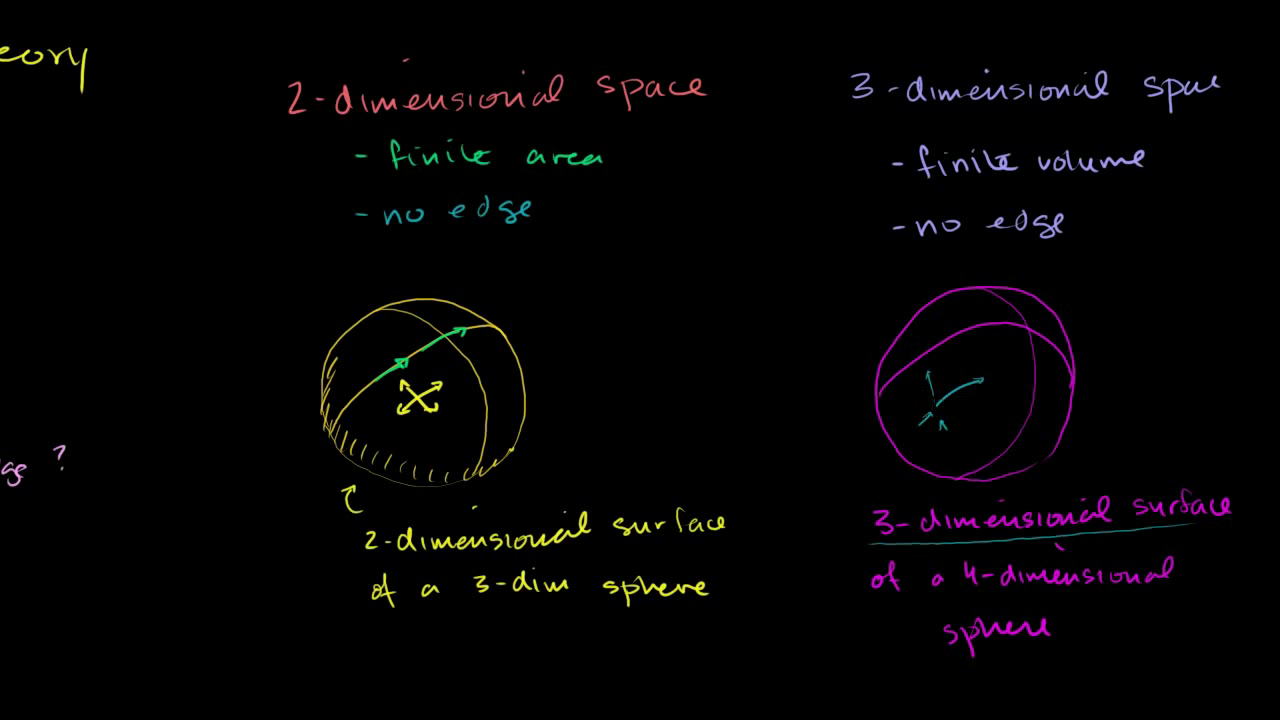 eory
2-dimensional space
- finite area
- no edge
2-dimensional surface
of a 3-dim sphere
3-dimensional space
- finite volume
- no edge
3-dimensional surface
of a 4-dimensional
sphere
ge ?